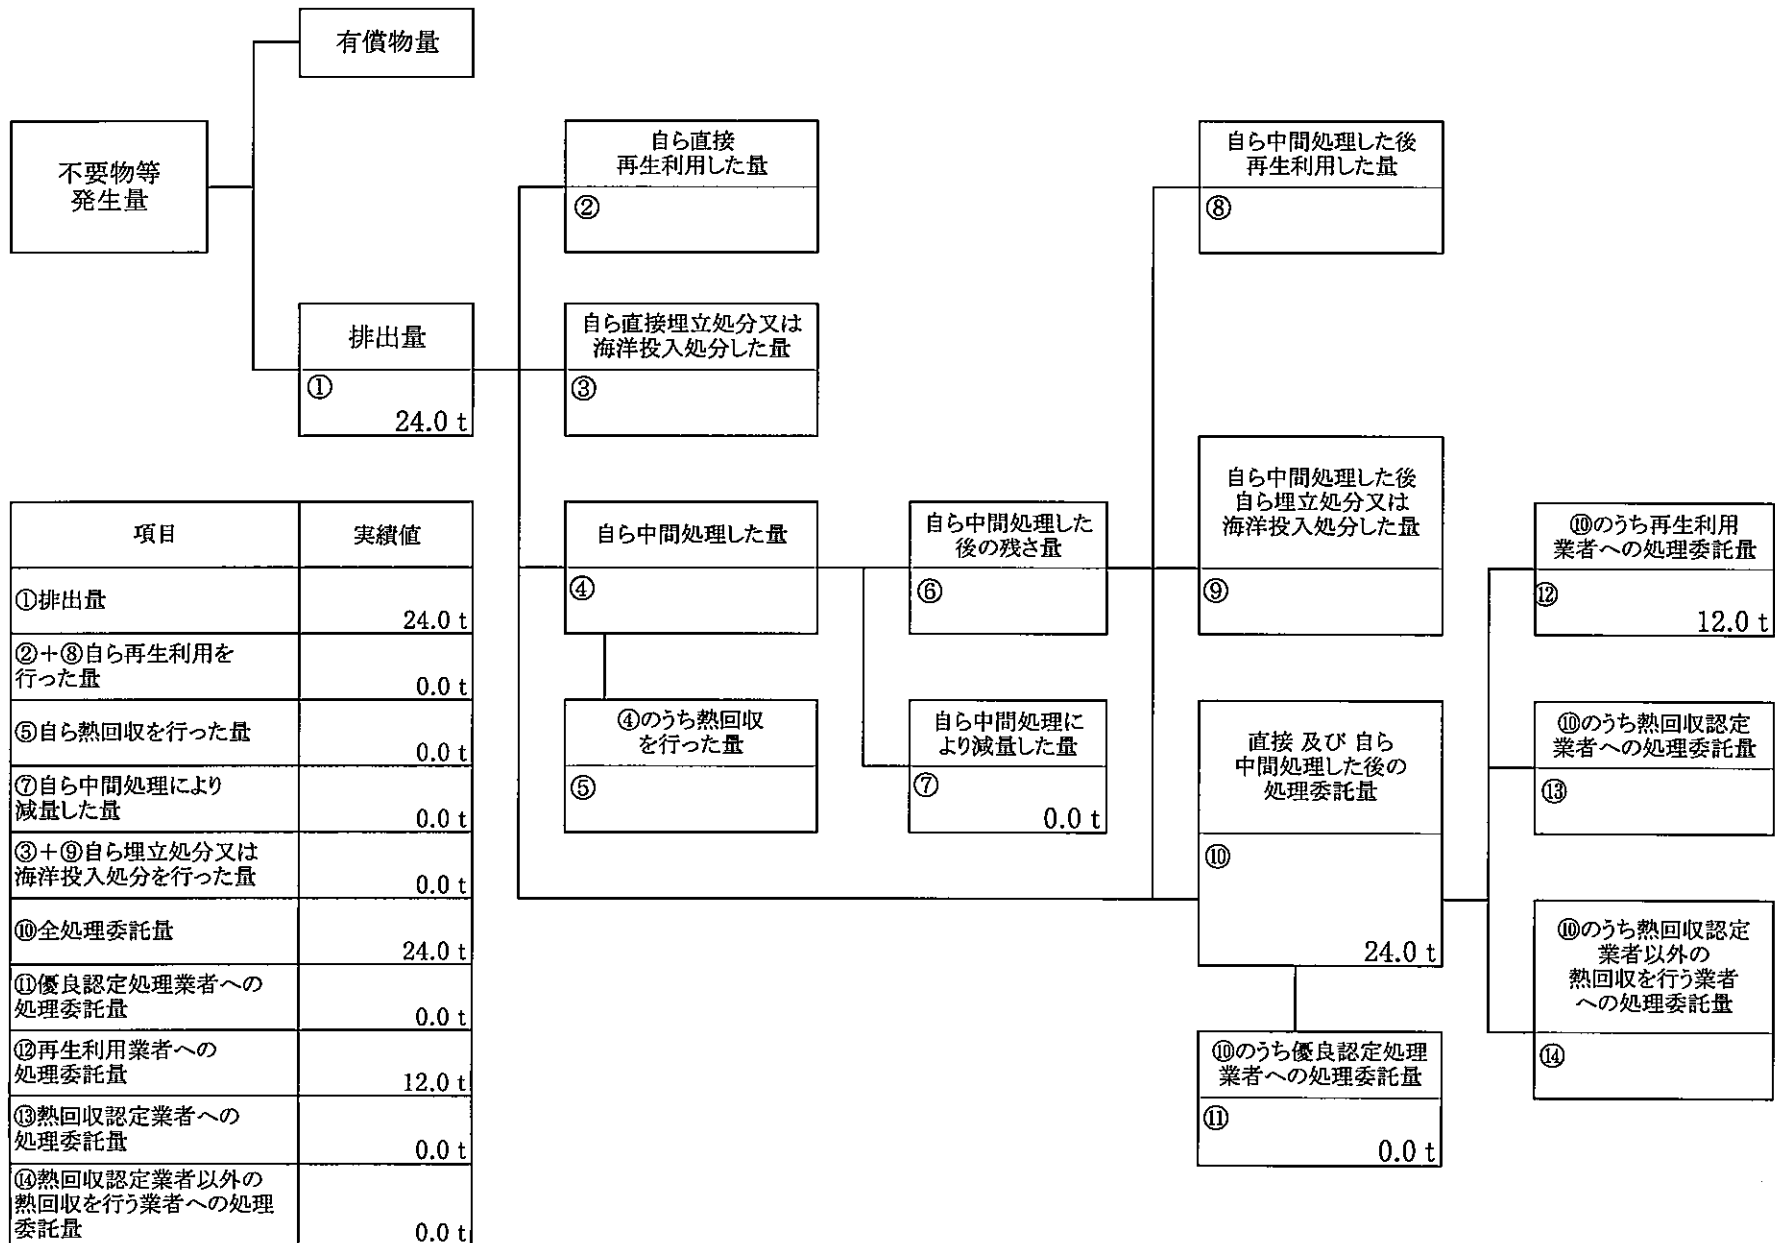 有償物量
不要物等
発生量
排出量
①
24.0 t
自ら直接
再生利用した量
②
自ら直接埋立処分又は
海洋投入処分した量
③
自ら中間処理した量
④
④のうち熱回収
を行った量
⑤
自ら中間処理した
後の残さ量
⑥
自ら中間処理に
より減量した量
⑦
0.0 t
自ら中間処理した後
再生利用した量
⑧
自ら中間処理した後
自ら埋立処分又は
海洋投入処分した量
⑨
直接 及び 自ら
中間処理した後の
処理委託量
⑩
24.0 t
⑩のうち優良認定処理
業者への処理委託量
⑪
0.0 t
⑩のうち再生利用
業者への処理委託量
⑫
12.0 t
⑩のうち熱回収認定
業者への処理委託量
⑬
⑩のうち熱回収認定
業者以外の
熱回収を行う業者
への処理委託量
⑭
項目 実績値
①排出量
24.0 t
②+⑧自ら再生利用を
行った量
0.0 t
⑤自ら熱回収を行った量
0.0 t
⑦自ら中間処理により
減量した量
0.0 t
③+⑨自ら埋立処分又は
海洋投入処分を行った量
0.0 t
⑩全処理委託量
24.0 t
⑪優良認定処理業者への
処理委託量
0.0 t
⑫再生利用業者への
処理委託量
12.0 t
⑬熱回収認定業者への
処理委託量
0.0 t
⑭熱回収認定業者以外の
熱回収を行う業者への処理
委託量
0.0 t